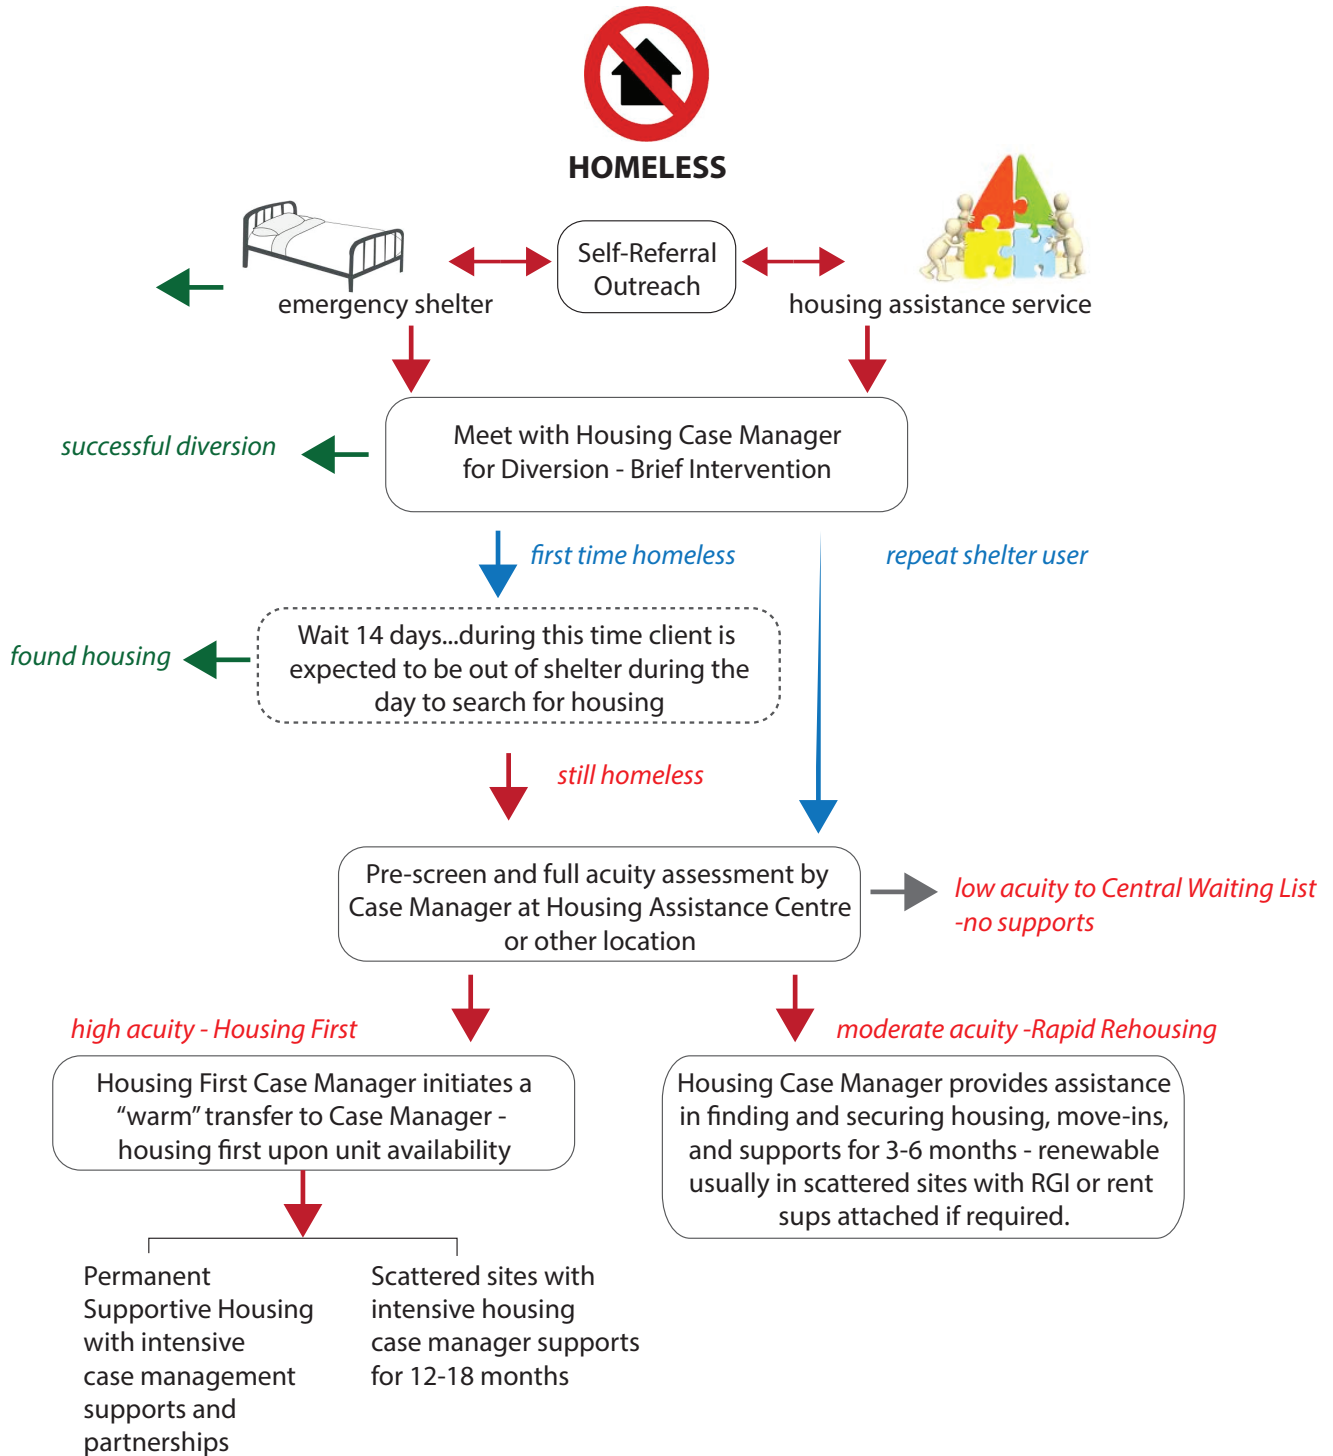 HOMELESS
Self-Referral
Outreach
emergency shelter
housing assistance service
Meet with Housing Case Manager
for Diversion - Brief Intervention
successful diversion
first time homeless
repeat shelter user
Wait 14 days...during this time client is
expected to be out of shelter during the
day to search for housing
found housing
still homeless
Pre-screen and full acuity assessment by
Case Manager at Housing Assistance Centre
or other location
low acuity to Central Waiting List
-no supports
high acuity - Housing First
moderate acuity -Rapid Rehousing
Housing First Case Manager initiates a
“warm” transfer to Case Manager -
housing first upon unit availability
Housing Case Manager provides assistance
in finding and securing housing, move-ins,
and supports for 3-6 months - renewable
usually in scattered sites with RGI or rent
sups attached if required.
Permanent
Supportive Housing
with intensive
case management
supports and
partnerships
Scattered sites with
intensive housing
case manager supports
for 12-18 months